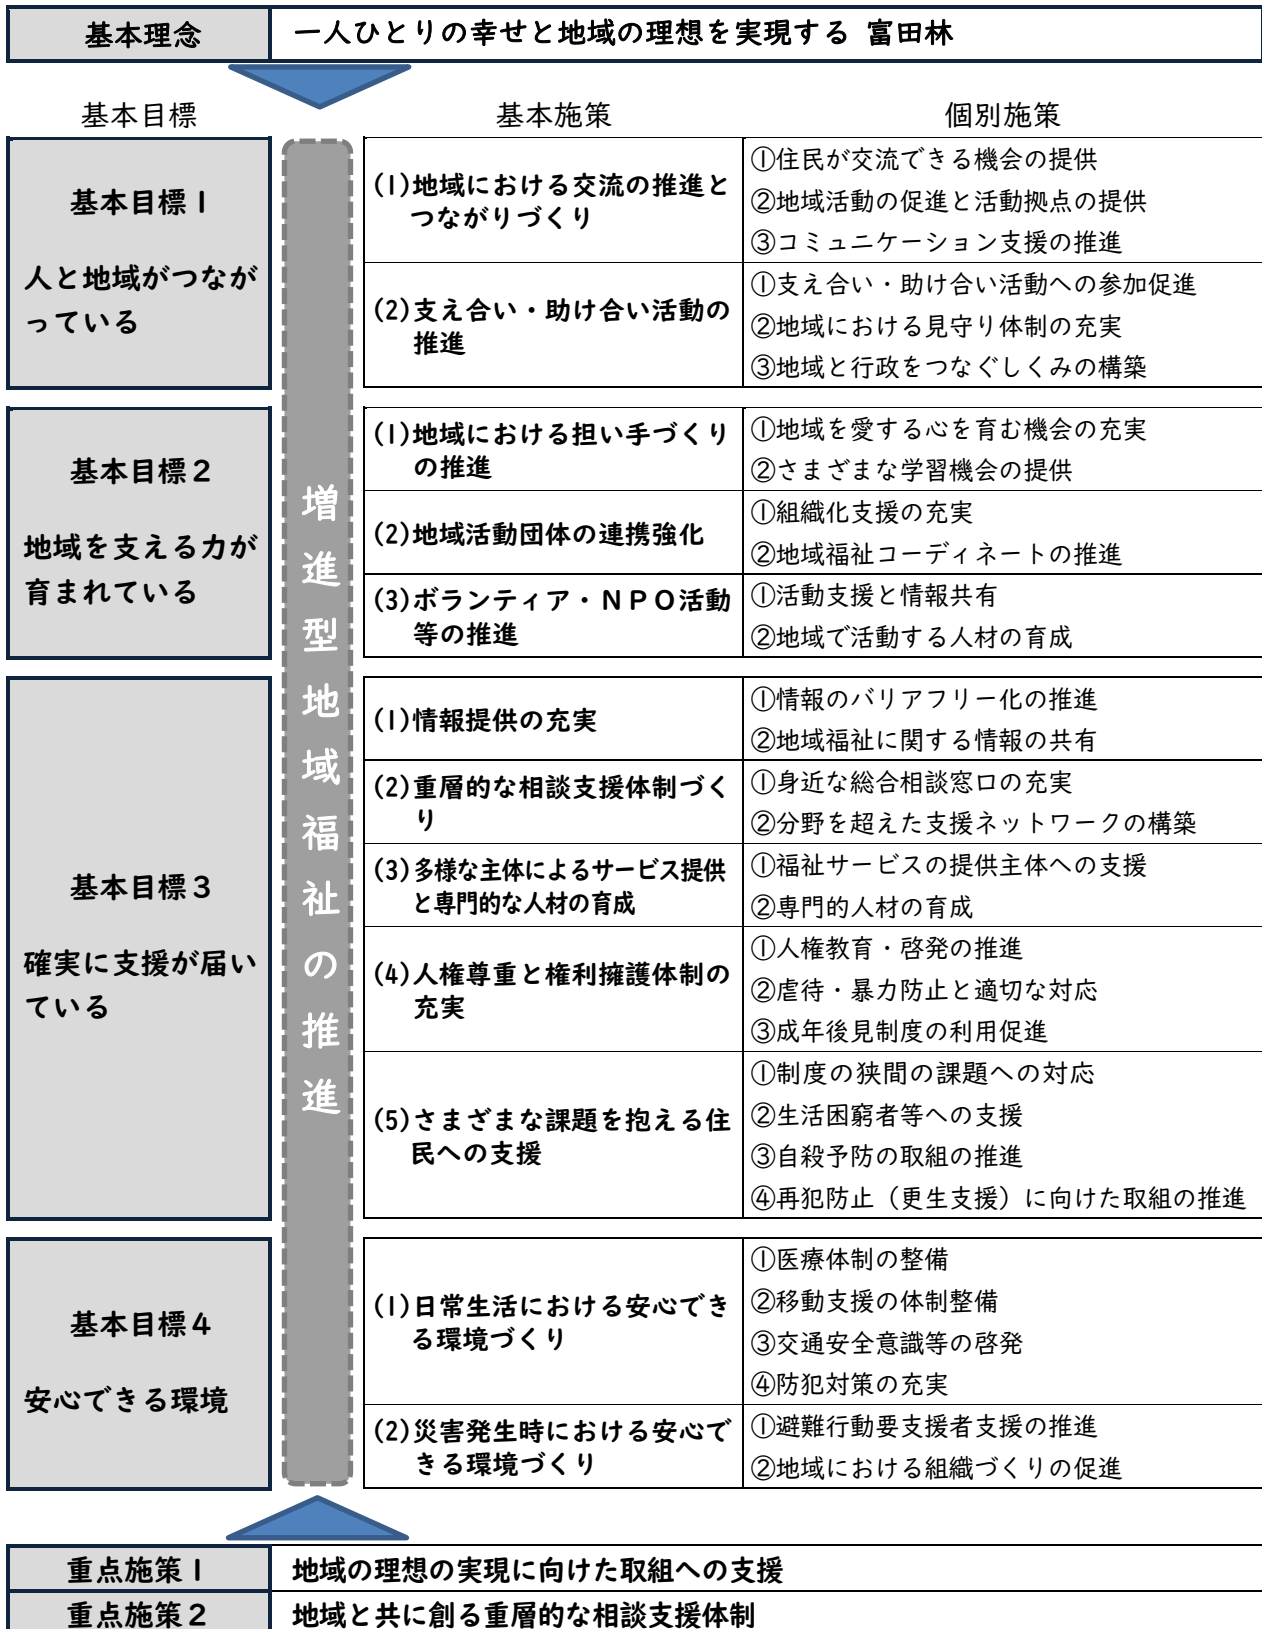 基本理念
一人ひとりの幸せと地域の理想を実現する 富田林
基本目標
基本施策
個別施策
基本目標1
人と地域がつなが
っている
(1)地域における交流の推進と
つながりづくり
①住民が交流できる機会の提供
②地域活動の促進と活動拠点の提供
③コミュニケーション支援の推進
(2)支え合い・助け合い活動の
推進
①支え合い・助け合い活動への参加促進
②地域における見守り体制の充実
③地域と行政をつなぐしくみの構築
増進型地域福祉の推進
基本目標2
地域を支える力が
育まれている
(1)地域における担い手づくり
の推進
①地域を愛する心を育む機会の充実
②さまざまな学習機会の提供
(2)地域活動団体の連携強化
①組織化支援の充実
②地域福祉コーディネートの推進
(3)ボランティア・NPO活動
等の推進
①活動支援と情報共有
②地域で活動する人材の育成
基本目標3
確実に支援が届い
ている
(1)情報提供の充実
①情報のバリアフリー化の推進
②地域福祉に関する情報の共有
(2)重層的な相談支援体制づく
り
①身近な総合相談窓口の充実
②分野を超えた支援ネットワークの構築
(3)多様な主体によるサービス提供
と専門的な人材の育成
①福祉サービスの提供主体への支援
②専門的人材の育成
(4)人権尊重と権利擁護体制の
充実
①人権教育・啓発の推進
②虐待・暴力防止と適切な対応
③成年後見制度の利用促進
(5)さまざまな課題を抱える住
民への支援
①制度の狭間の課題への対応
②生活困窮者等への支援
③自殺予防の取組の推進
④再犯防止（更生支援）に向けた取組の推進
基本目標4
安心できる環境
(1)日常生活における安心でき
る環境づくり
①医療体制の整備
②移動支援の体制整備
③交通安全意識等の啓発
④防犯対策の充実
(2)災害発生時における安心で
きる環境づくり
①避難行動要支援者支援の推進
②地域における組織づくりの促進
重点施策1
地域の理想の実現に向けた取組への支援
重点施策2
地域と共に創る重層的な相談支援体制